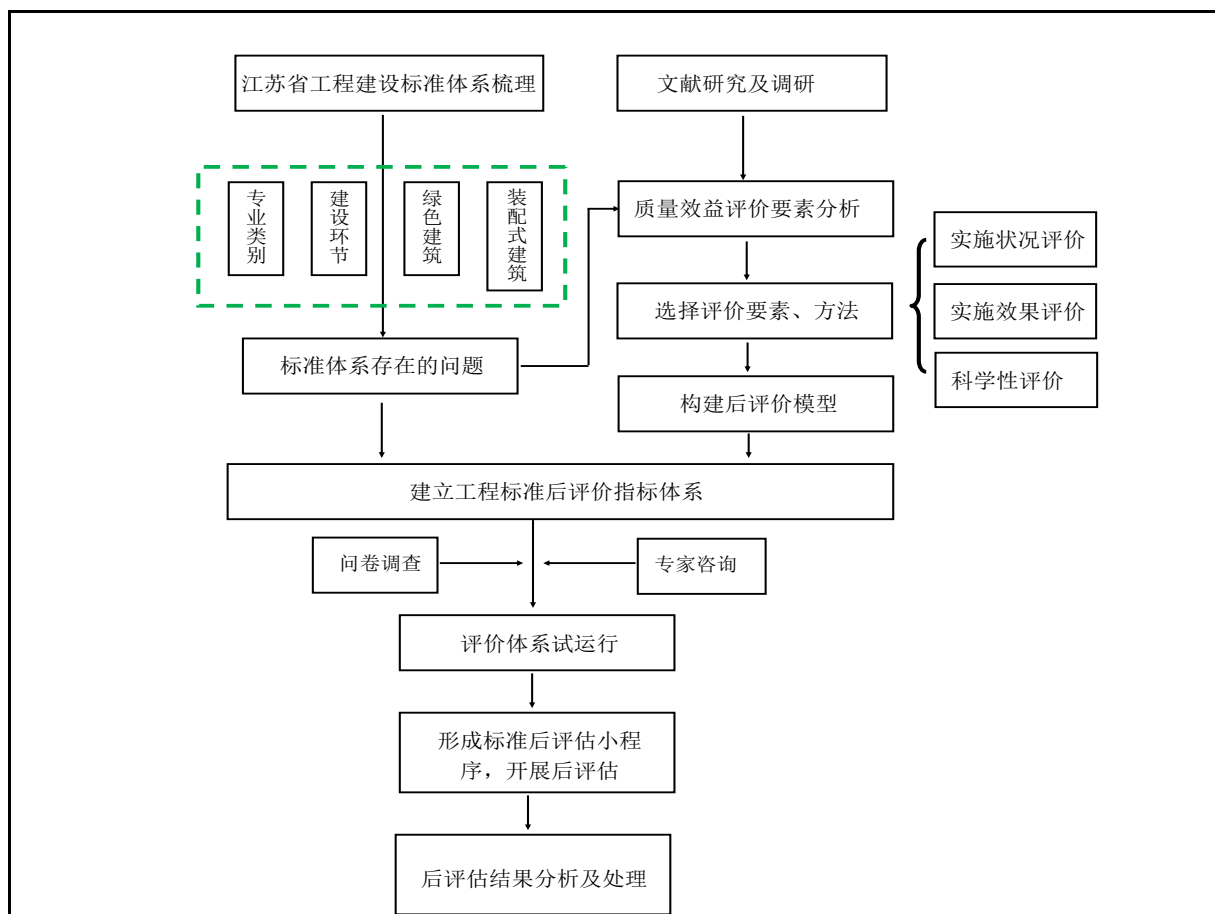 江苏省工程建设标准体系梳理
文献研究及调研
专业类别
建设环节
绿色建筑
装配式建筑
质量效益评价要素分析
实施状况评价
选择评价要素、方法
实施效果评价
标准体系存在的问题
科学性评价
构建后评价模型
建立工程标准后评价指标体系
问卷调查
专家咨询
评价体系试运行
形成标准后评估小程
序，开展后评估
后评估结果分析及处理